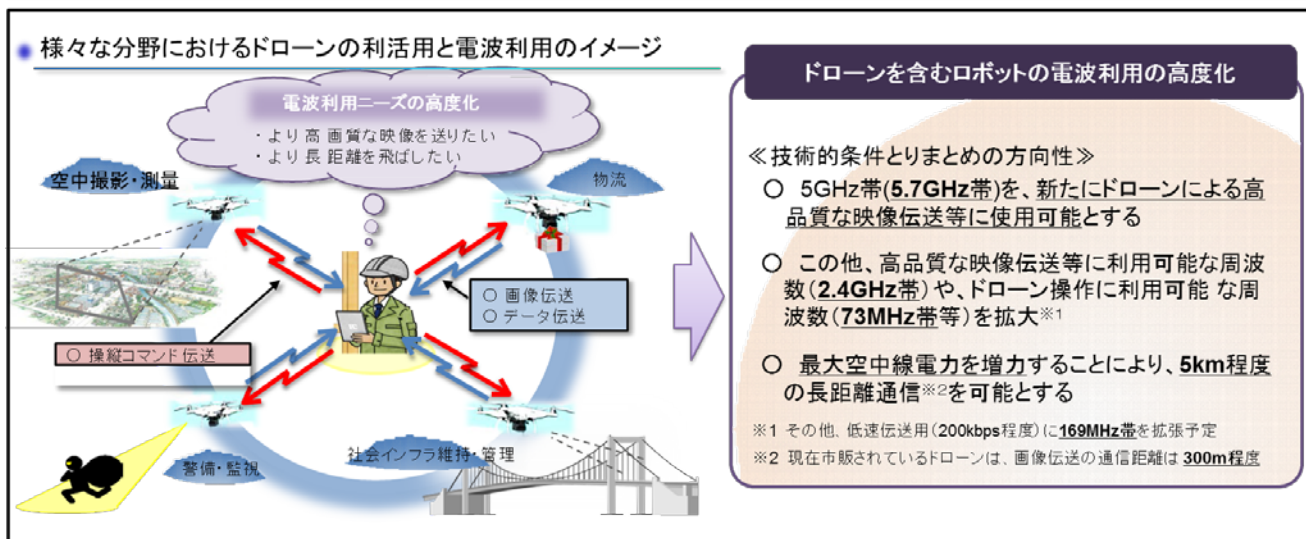 様々な分野におけるドローンの利活用と電波利用のイメージ
電波利用ニーズの高度化
・より高画質な映像を送りたい
・より長距離を飛ばしたい
空中撮影・測量
物流
○ 画像伝送
○ データ伝送
○ 操縦コマンド伝送
警備・監視
社会インフラ維持・管理
ドローンを含むロボットの電波利用の高度化
≪技術的条件とりまとめの方向性≫
○ 5GHz帯(5.7GHz帯)を、新たにドローンによる高
品質な映像伝送等に使用可能とする
○ この他、高品質な映像伝送等に利用可能な周波
数(2.4GHz帯)や、ドローン操作に利用可能な周
波数(73MHz帯等)を拡大※1
○ 最大空中線電力を増力することにより、5km程度
の長距離通信※2を可能とする
※1 その他、低速伝送用(200kbps程度)に169MHz帯を拡張予定
※2 現在市販されているドローンは、画像伝送の通信距離は300m程度